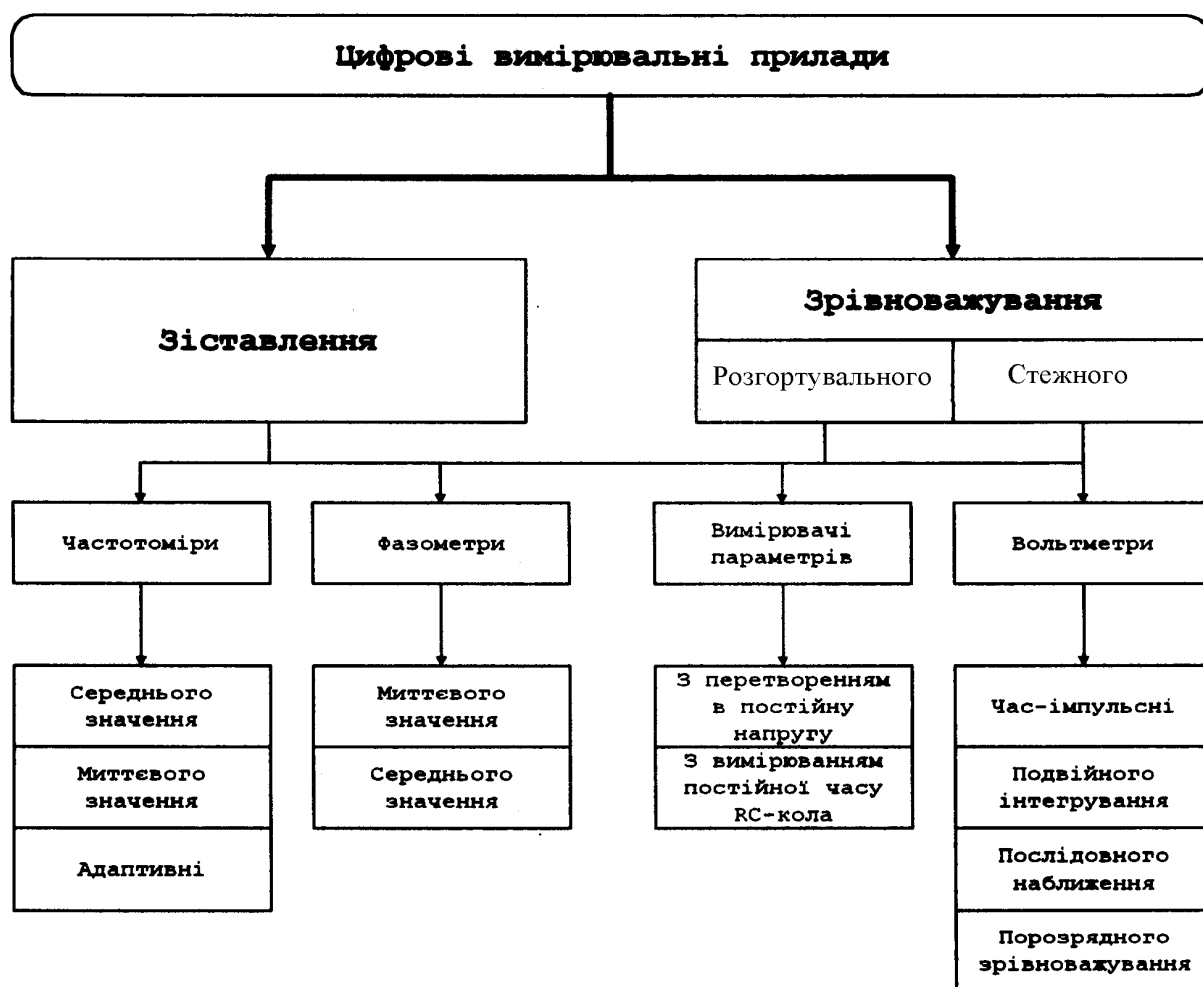 Цифрові вимірювальні прилади
Зіставлення
Зрівноважування
Розгортувального
Стежного
Частотоміри
Фазометри
Вимірювачі
параметрів
Вольтметри
Середнього
значення
Миттєвого
значення
Адаптивні
Миттєвого
значення
Середнього
значення
З перетворенням
в постійну
напругу
З вимірюванням
постійної часу
RC-кола
Час-імпульсні
Подвійного
інтегрування
Послідовного
наближення
Порозрядного
зрівноважування